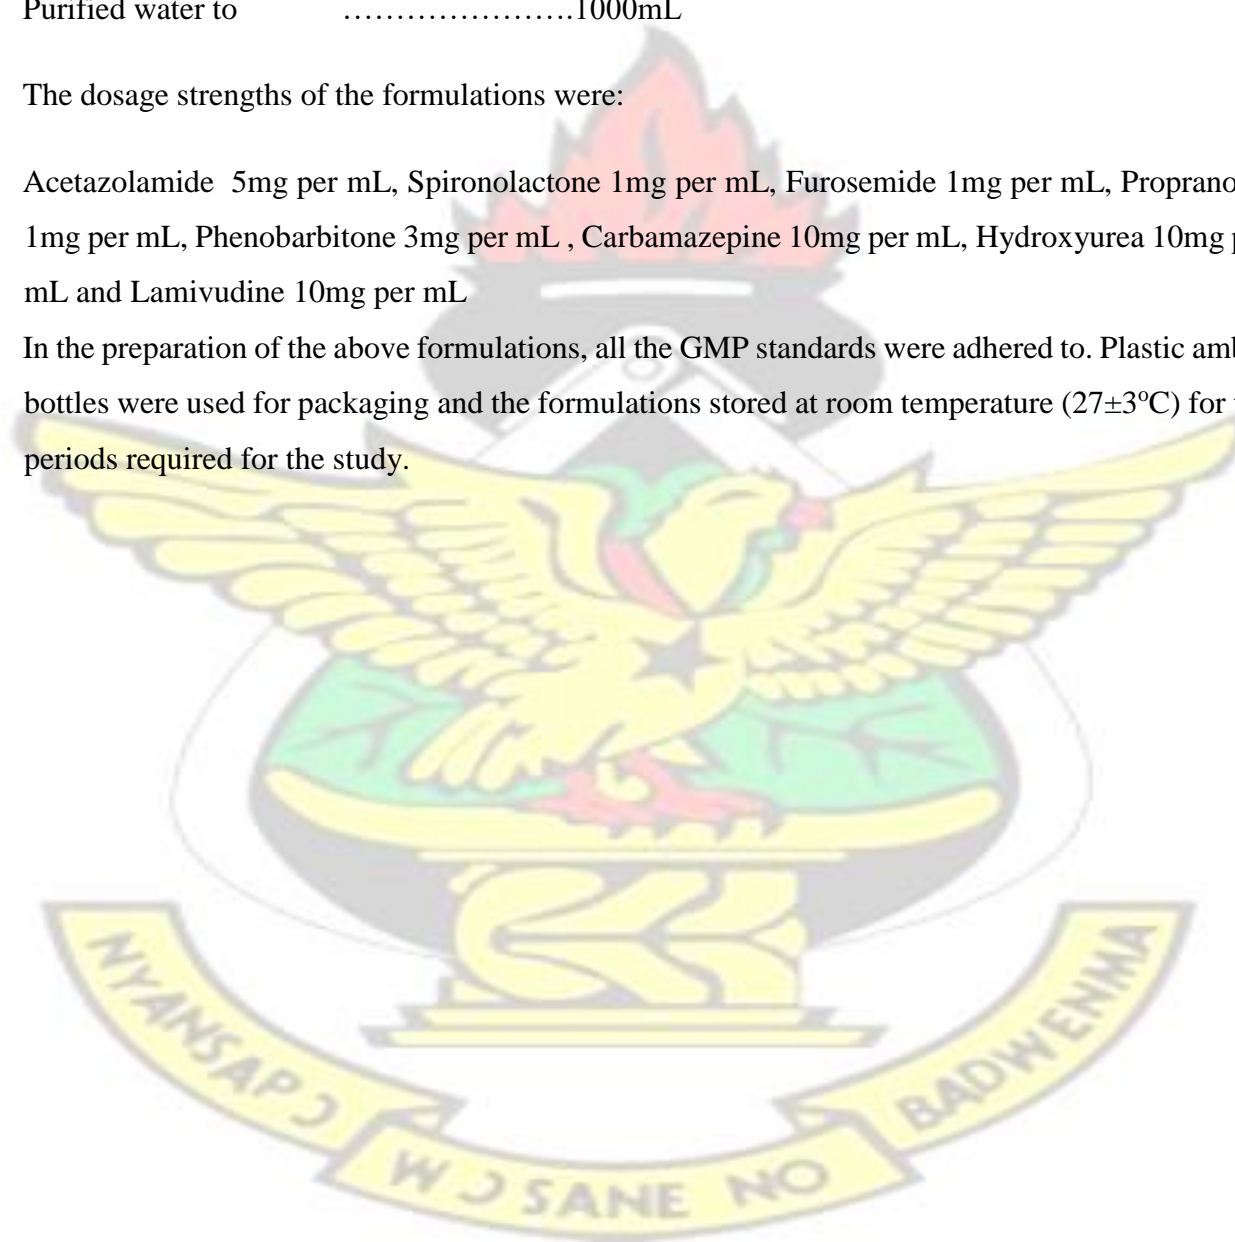 Purified water to …………………1000mL
The dosage strengths of the formulations were:
Acetazolamide 5mg per mL, Spironolactone 1mg per mL, Furosemide 1mg per mL, Proprano
1mg per mL, Phenobarbitone 3mg per mL , Carbamazepine 10mg per mL, Hydroxyurea 10mg p
mL and Lamivudine 10mg per mL
In the preparation of the above formulations, all the GMP standards were adhered to. Plastic amb
bottles were used for packaging and the formulations stored at room temperature (27±3ºC) for
periods required for the study.
NYANSAPƆ
WƆSANE NO
BADWENMA